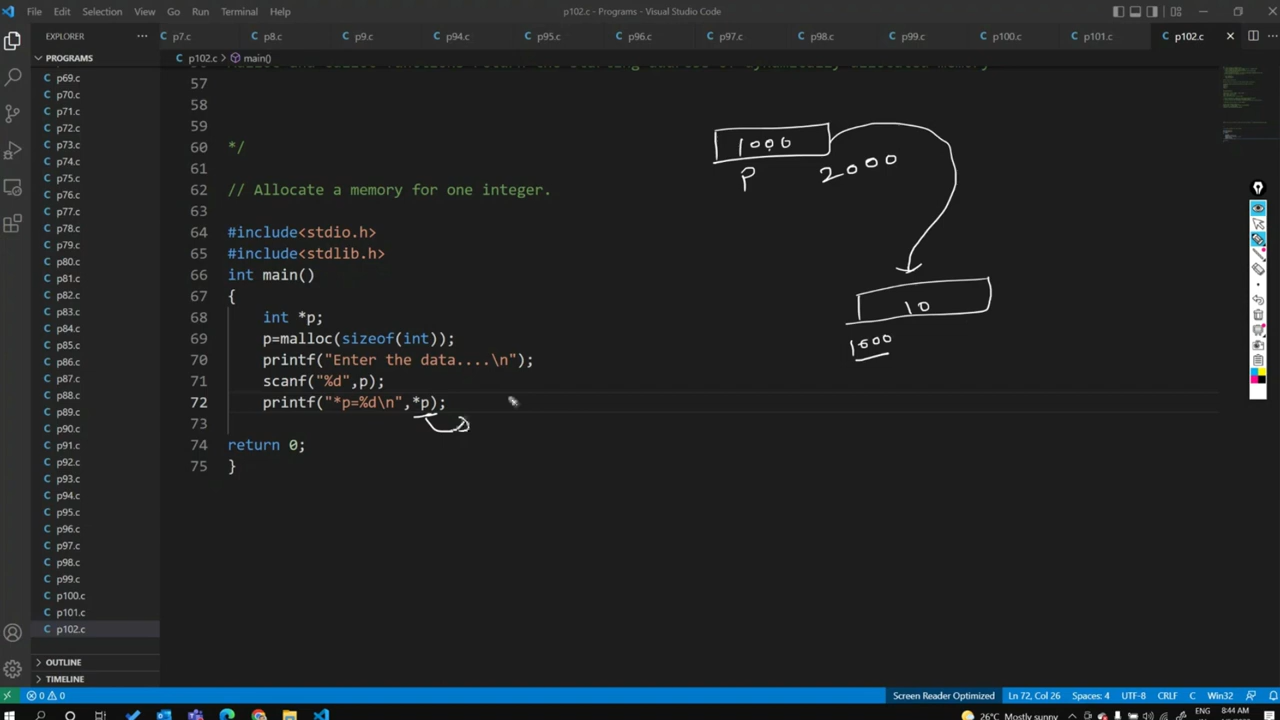 File Edit Selection View Go Run Terminal Help
p102.c - Programs - Visual Studio Code
EXPLORER
p7.c p8.c p9.c p94.c p95.c p96.c p97.c p98.c p99.c p100.c p101.c p102.c
PROGRAMS
p102.c > main()
p69.c
p70.c
p71.c
p72.c
p73.c
p74.c
p75.c
p76.c
p77.c
p78.c
p79.c
p80.c
p81.c
p82.c
p83.c
p84.c
p85.c
p86.c
p87.c
p88.c
p89.c
p90.c
p91.c
p92.c
p93.c
p94.c
p95.c
p96.c
p97.c
p98.c
p99.c
p100.c
p101.c
p102.c
OUTLINE
TIMELINE
57
58
59
60 */
61
62 // Allocate a memory for one integer.
63
64 #include<stdio.h>
65 #include<stdlib.h>
66 int main()
67 {
68 int *p;
69 p=malloc(sizeof(int));
70 printf("Enter the data....\n");
71 scanf("%d",p);
72 printf("*p=%d\n",*p);
73
74 return 0;
75 }
1000
P 2000
10
1000
0 0
Screen Reader Optimized Ln 72, Col 26 Spaces: 4 UTF-8 CRLF C Win32
26°C Mostly sunny
ENG
8:44 AM